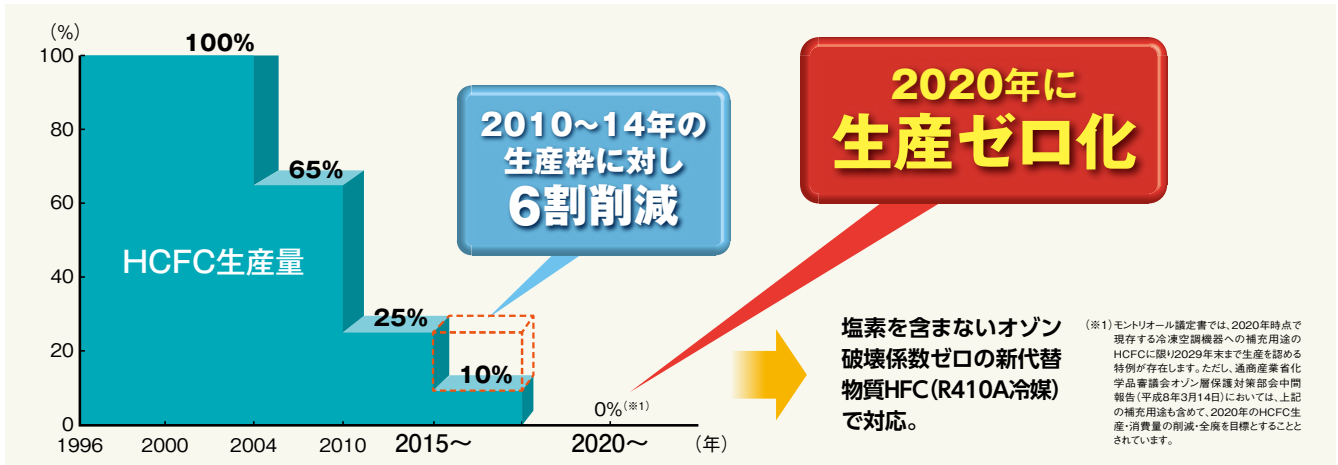 (%)
100
80
60
40
20
0
100%
65%
25%
10%
0%(※1)
HCFC生産量
1996
2000
2004
2010
2015〜
2020〜
(年)
2010〜14年の
生産枠に対し
6割削減
2020年に
生産ゼロ化
塩素を含まないオゾン
破壊係数ゼロの新代替
物質HFC(R410A冷媒)
で対応。
(※1)モントリオール議定書では、2020年時点で
現存する冷凍空調機器への補充用途の
HCFCに限り2029年末まで生産を認める
特例が存在します。ただし、通商産業省化
学品審議会オゾン層保護対策部会中間
報告(平成8年3月14日)においては、上記
の補充用途も含めて、2020年のHCFC生
産・消費量の削減・全廃を目標とすることと
されています。